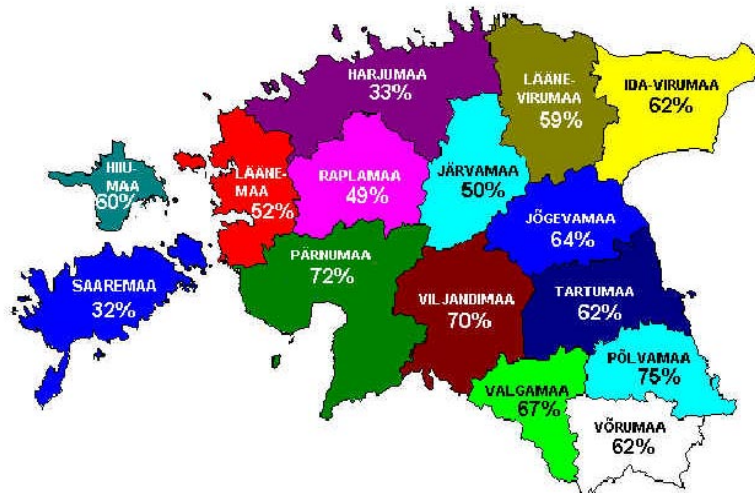 HARJUMAA
33%
LÄÄNE-
VIRUMAA
59%
IDA-VIRUMAA
62%
HIIU-
MAA
60%
LÄÄNE-
MAA
52%
RAPLAMAA
49%
JÄRVAMAA
50%
JÕGEVAMAA
64%
SAAREMAA
32%
PÄRNUMAA
72%
VILJANDIMAA
70%
TARTUMAA
62%
VALGAMAA
67%
PÕLVAMAA
75%
VÕRUMAA
62%